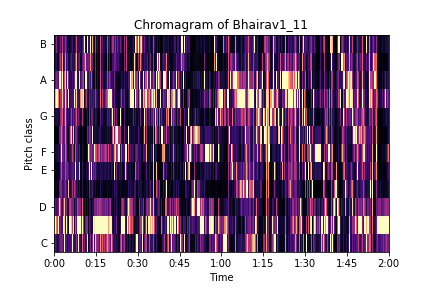 Chromagram of Bhairav1_11
B
A
G
F
E
D
C
Pitch class
0:00 0:15 0:30 0:45 1:00 1:15 1:30 1:45 2:00
Time